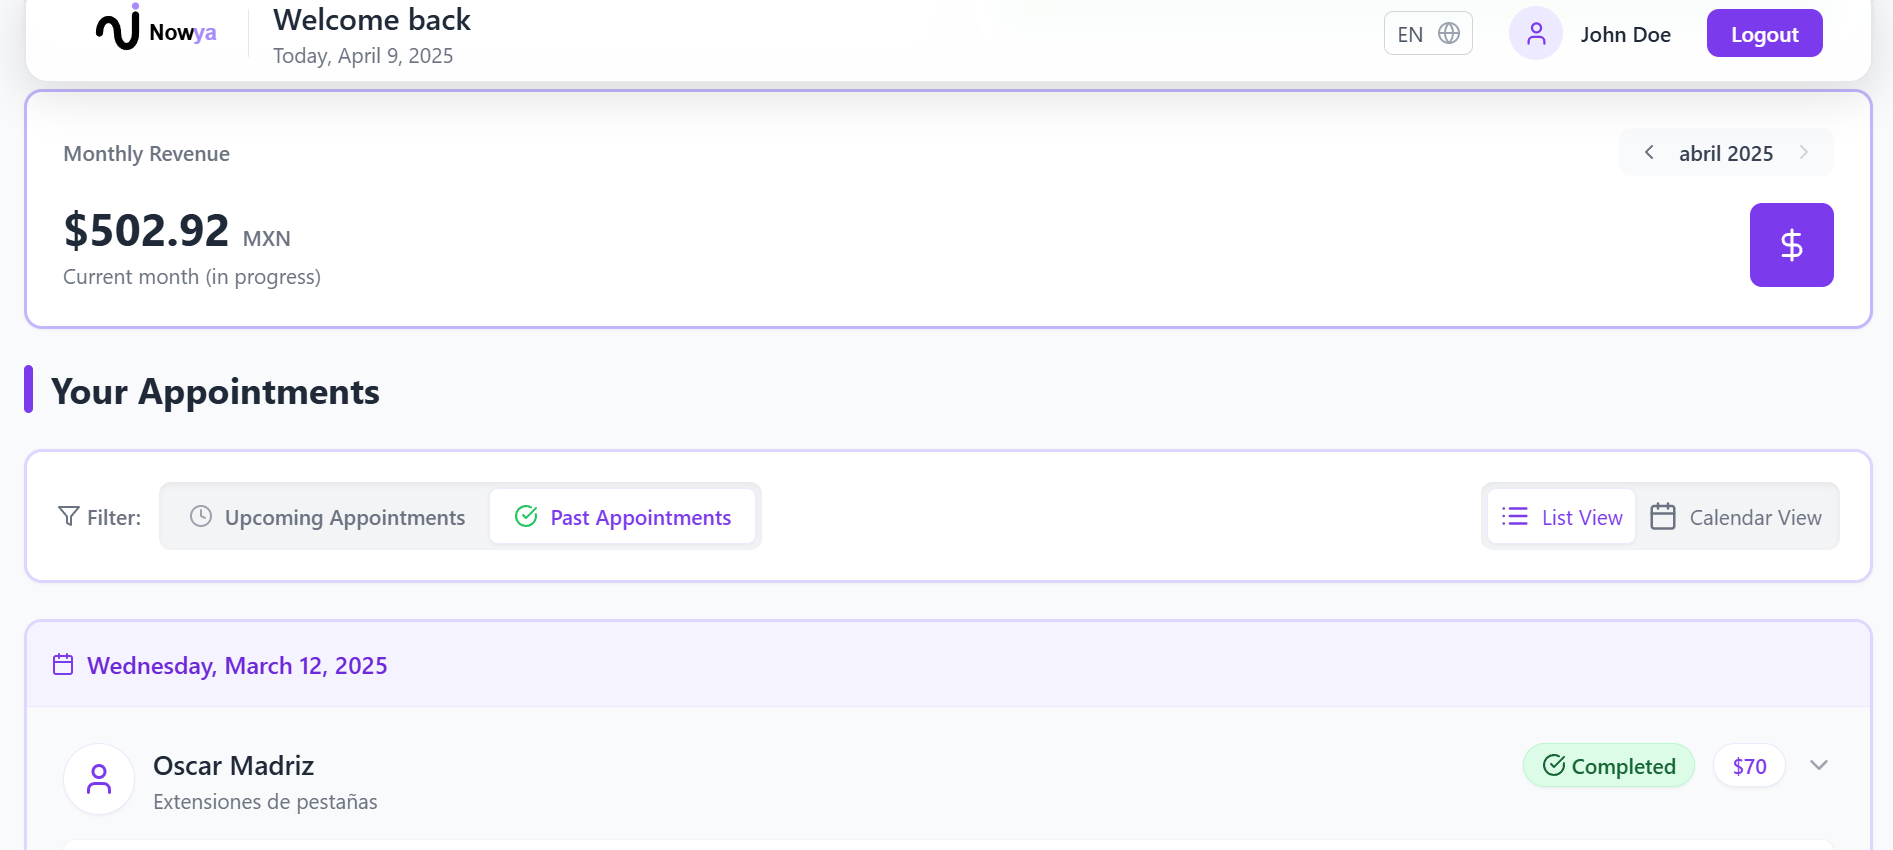 Nowya
Welcome back
Today, April 9, 2025
EN
John Doe
Logout
Monthly Revenue
abril 2025
$502.92 MXN
$
Current month (in progress)
Your Appointments
Filter:
Upcoming Appointments
Past Appointments
List View
Calendar View
Wednesday, March 12, 2025
Oscar Madriz
Completed
$70
Extensiones de pestañas